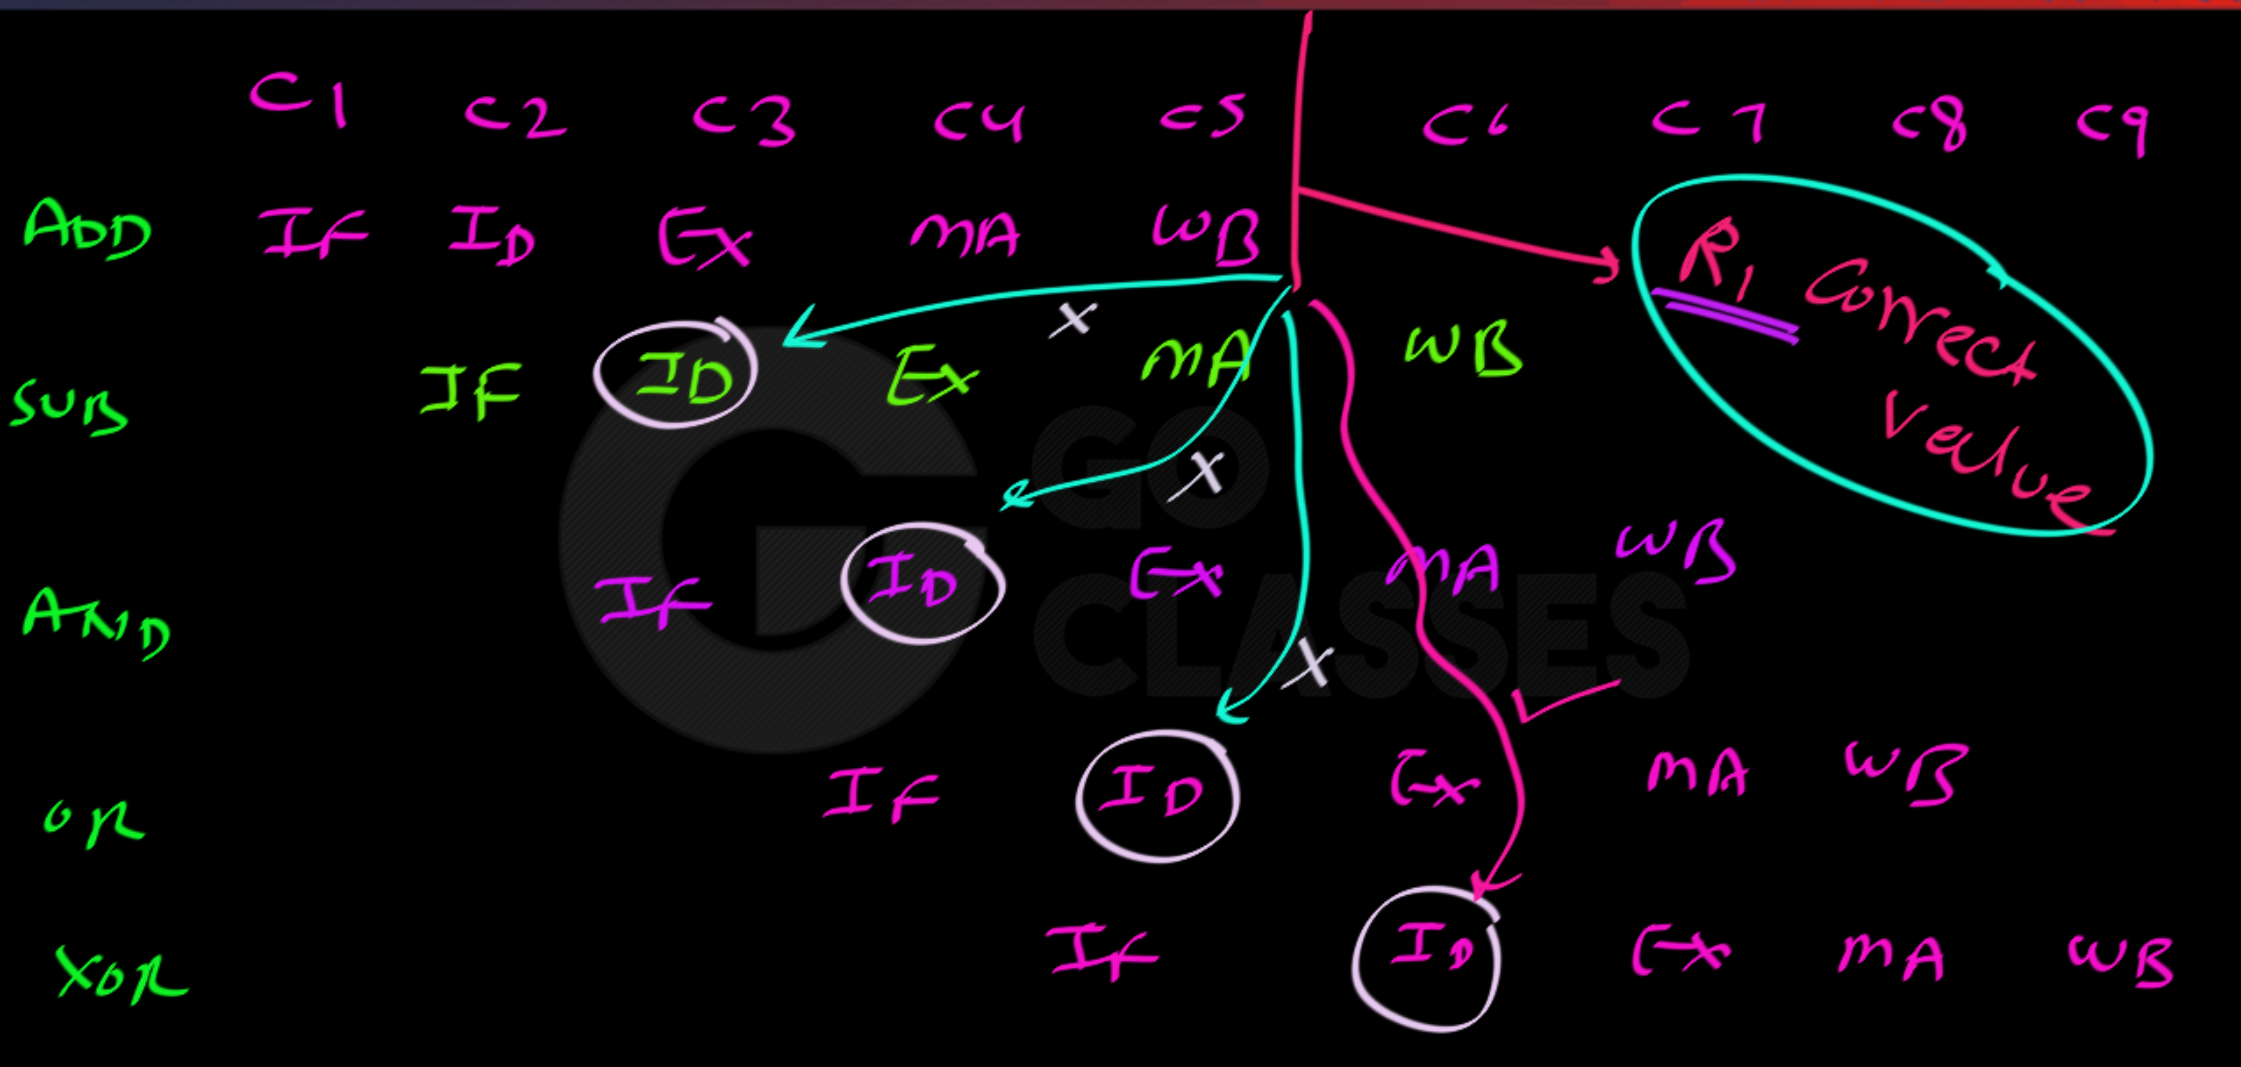 C1 C2 C3 C4 C5 C6 C7 C8 C9
ADD IF ID EX MA WB
R1 Correct
Value
SUB IF ID EX MA WB
X
GO
X
AND IF ID EX MA WB
CLASSES
X
OR IF ID EX MA WB
XOR IF ID EX MA WB